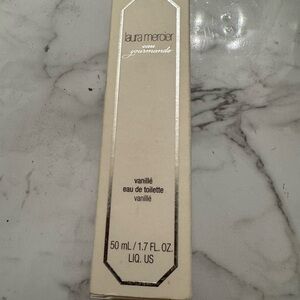 laura mercier
eau
gourmande
vanillé
eau de toilette
vanillé
50 mL / 1.7 FL. OZ.
LIQ. US